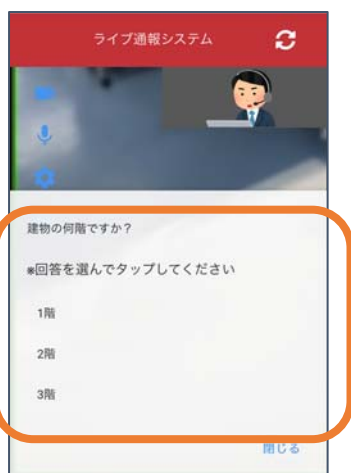 ライブ通報システム
建物の何階ですか？
※回答を選んでタップしてください
1階
2階
3階
閉じる